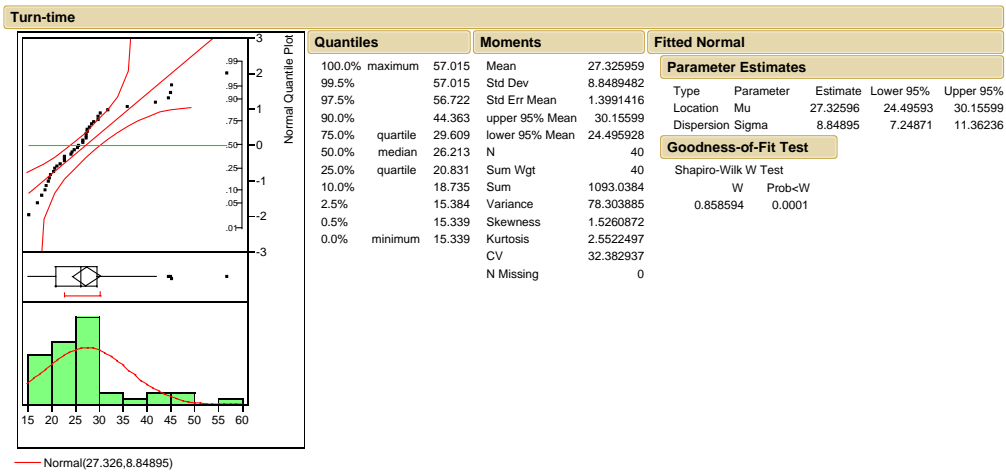 Turn-time
Normal Quantile Plot
3
2
1
0
-1
-2
-3
.99
.95
.90
.75
.50
.25
.10
.05
.01
15 20 25 30 35 40 45 50 55 60
Normal(27.326,8.84895)
Quantiles
100.0% maximum 57.015
99.5% 57.015
97.5% 56.722
90.0% 44.363
75.0% quartile 29.609
50.0% median 26.213
25.0% quartile 20.831
10.0% 18.735
2.5% 15.384
0.5% 15.339
0.0% minimum 15.339
Moments
Mean 27.325959
Std Dev 8.8489482
Std Err Mean 1.3991416
upper 95% Mean 30.15599
lower 95% Mean 24.495928
N 40
Sum Wgt 40
Sum 1093.0384
Variance 78.303885
Skewness 1.5260872
Kurtosis 2.5522497
CV 32.382937
N Missing 0
Fitted Normal
Parameter Estimates
Type Parameter Estimate Lower 95% Upper 95%
Location Mu 27.32596 24.49593 30.15599
Dispersion Sigma 8.84895 7.24871 11.36236
Goodness-of-Fit Test
Shapiro-Wilk W Test
W Prob<W
0.858594 0.0001